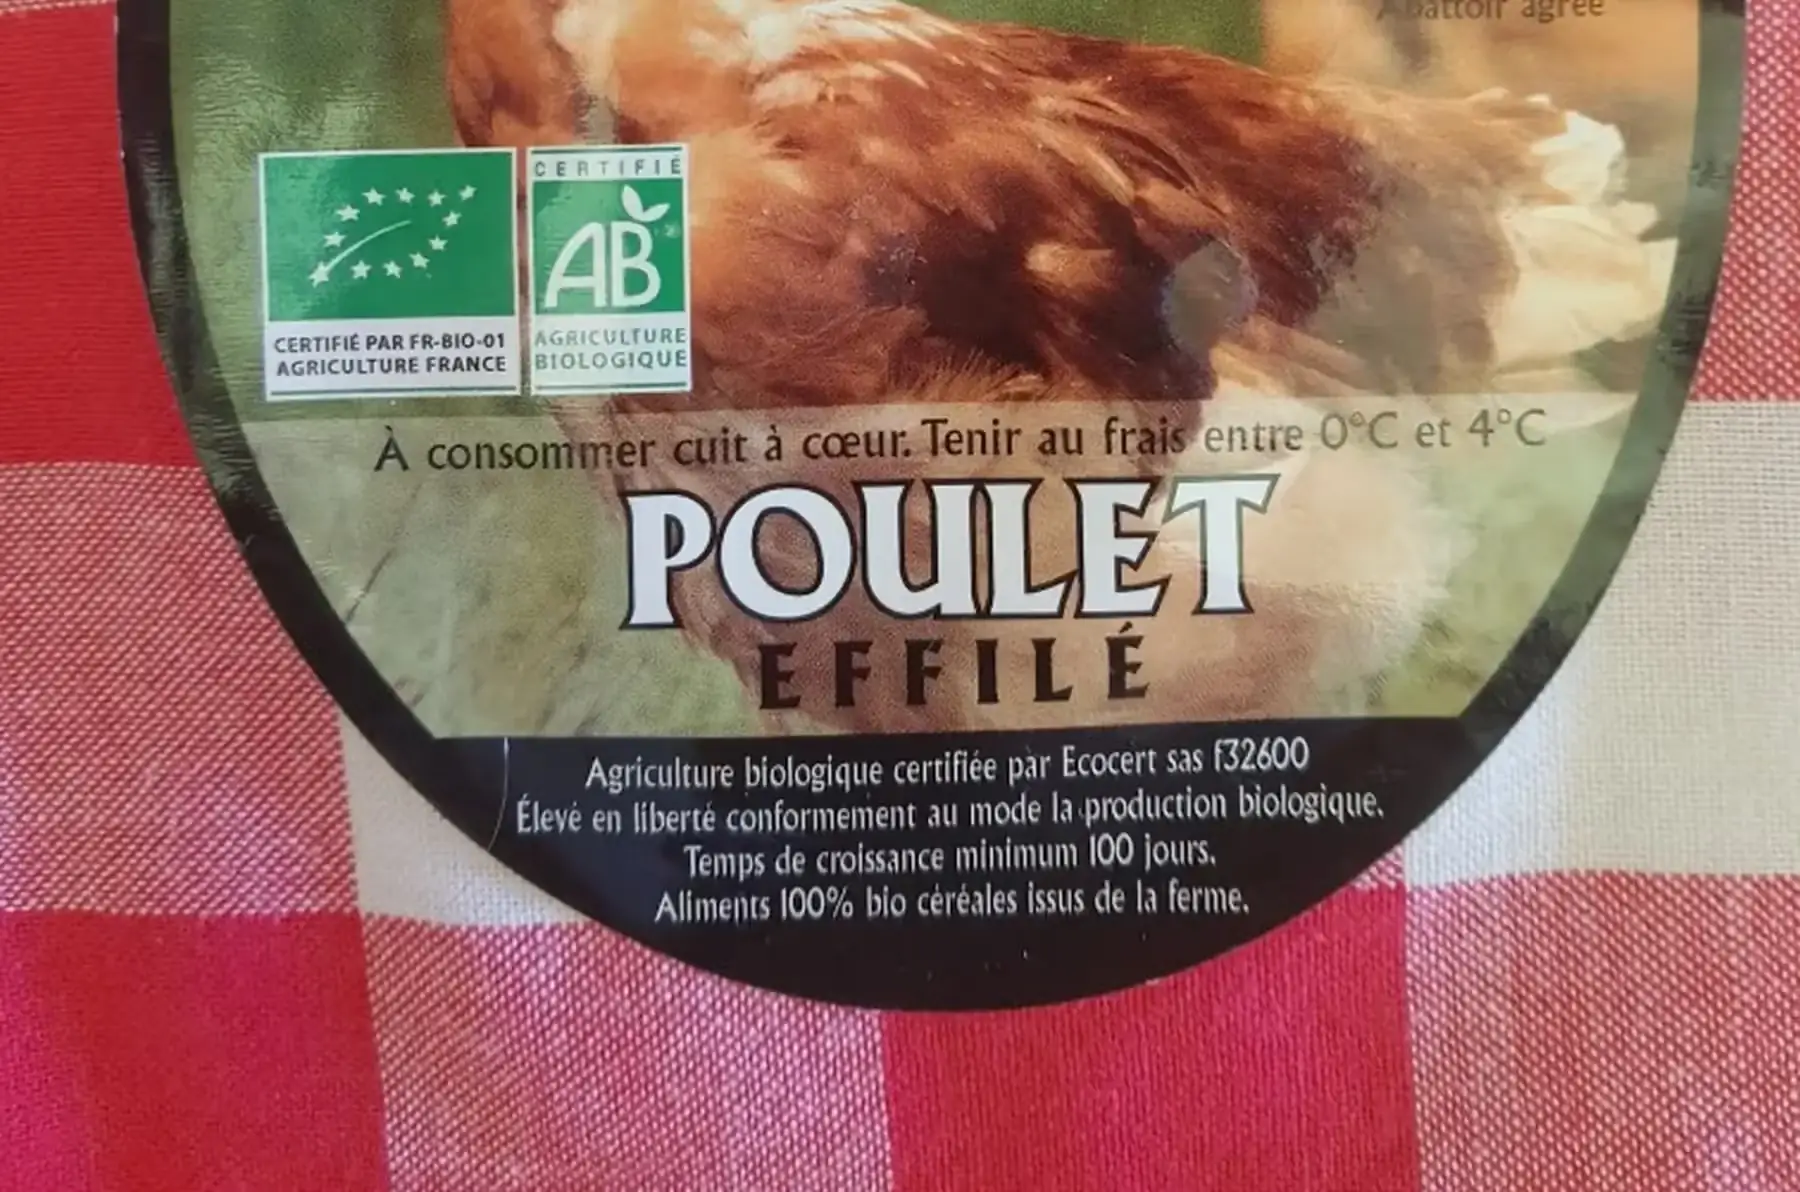 Abattoir agréé
CERTIFIÉ
AB
CERTIFIÉ PAR FR-BIO-01
AGRICULTURE FRANCE
AGRICULTURE
BIOLOGIQUE
À consommer cuit à cœur. Tenir au frais entre 0°C et 4°C
POULET
EFFILÉ
Agriculture biologique certifiée par Ecocert sas f32600
Élevé en liberté conformement au mode la production biologique.
Temps de croissance minimum 100 jours.
Aliments 100% bio céréales issus de la ferme.